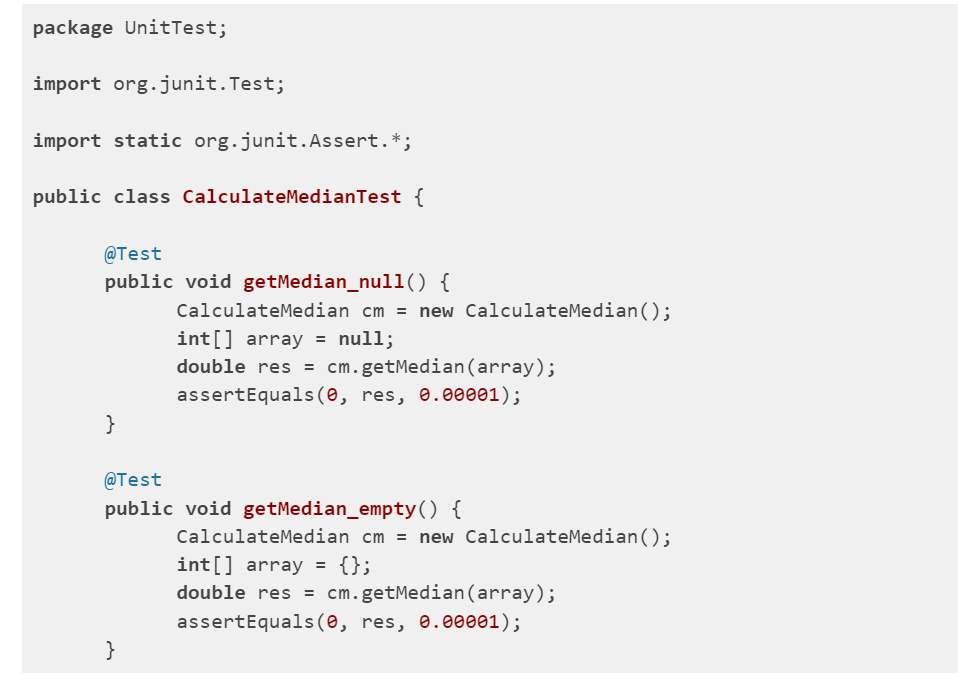 package UnitTest;
import org.junit.Test;
import static org.junit.Assert.*;
public class CalculateMedianTest {
@Test
public void getMedian_null() {
CalculateMedian cm = new CalculateMedian();
int[] array = null;
double res = cm.getMedian(array);
assertEquals(0, res, 0.00001);
}
@Test
public void getMedian_empty() {
CalculateMedian cm = new CalculateMedian();
int[] array = {};
double res = cm.getMedian(array);
assertEquals(0, res, 0.00001);
}